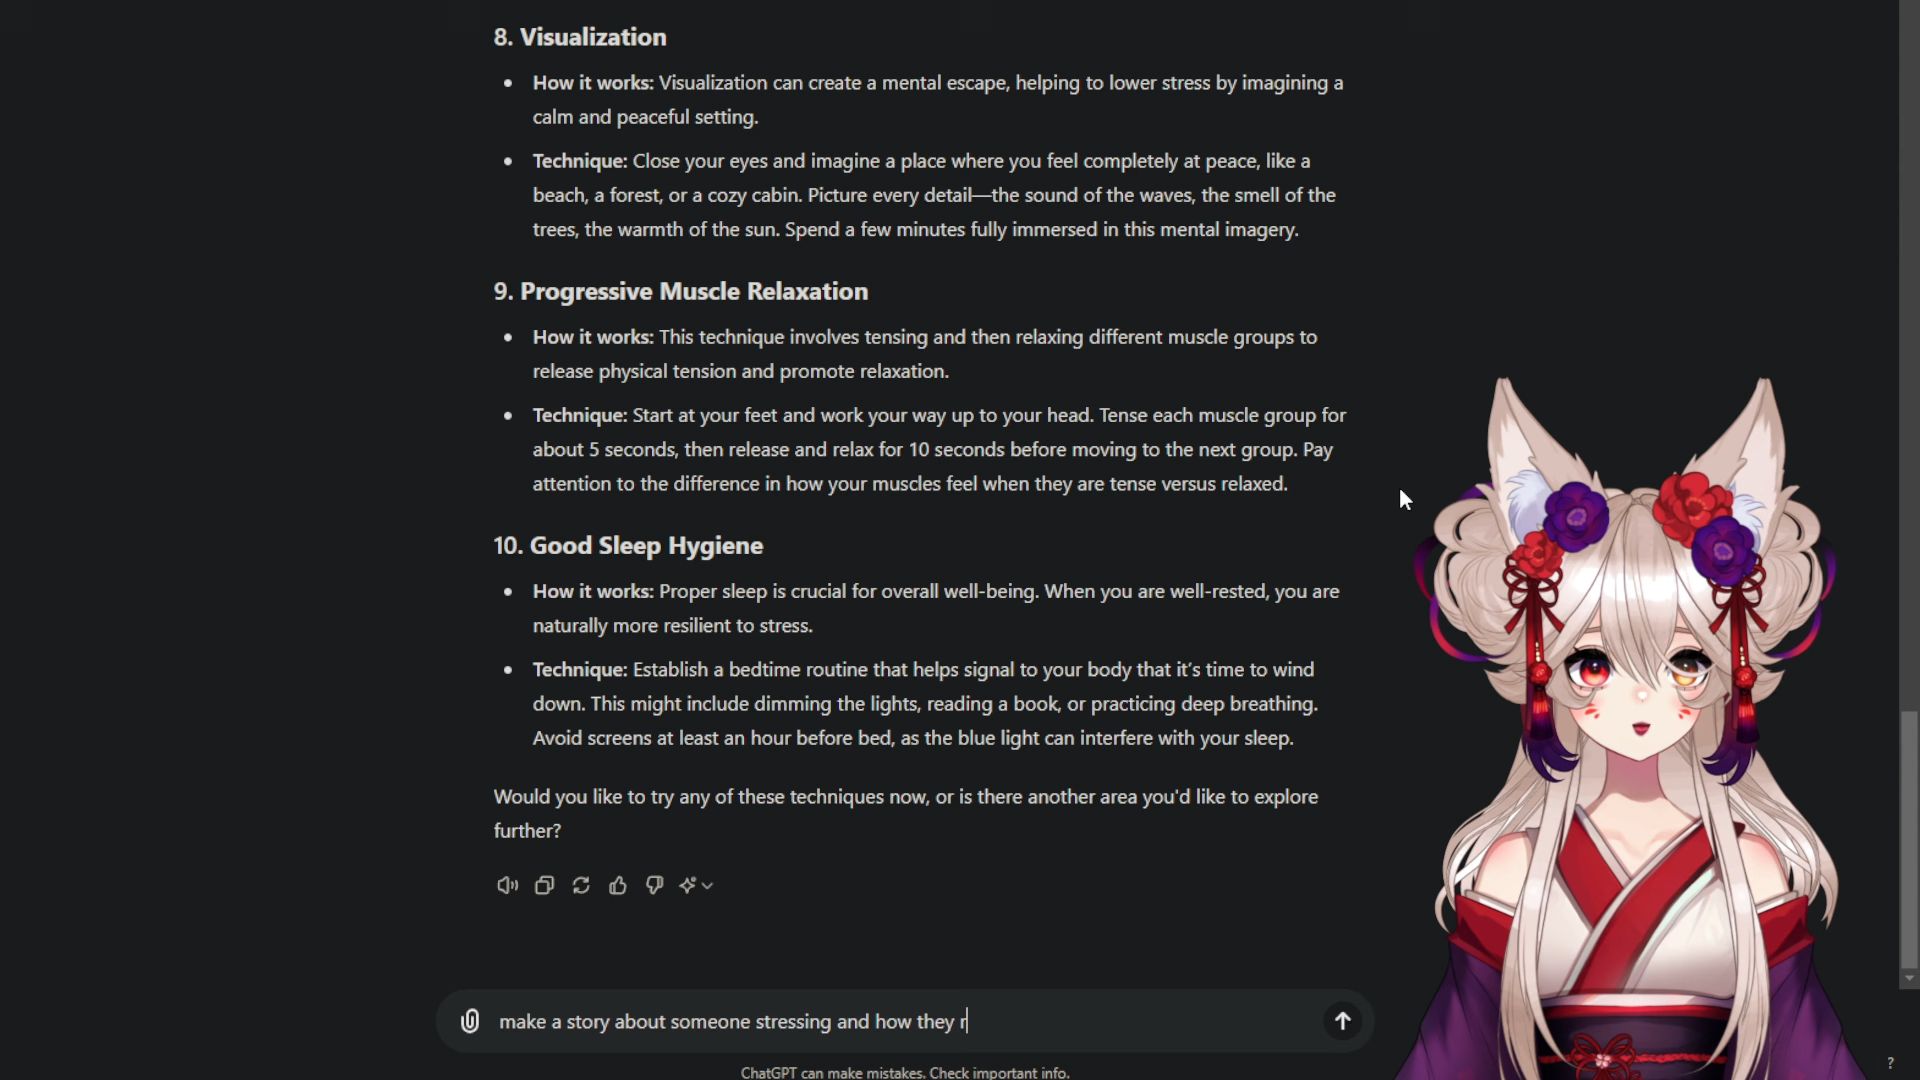 8. Visualization
• How it works: Visualization can create a mental escape, helping to lower stress by imagining a
calm and peaceful setting.
• Technique: Close your eyes and imagine a place where you feel completely at peace, like a
beach, a forest, or a cozy cabin. Picture every detail—the sound of the waves, the smell of the
trees, the warmth of the sun. Spend a few minutes fully immersed in this mental imagery.
9. Progressive Muscle Relaxation
• How it works: This technique involves tensing and then relaxing different muscle groups to
release physical tension and promote relaxation.
• Technique: Start at your feet and work your way up to your head. Tense each muscle group for
about 5 seconds, then release and relax for 10 seconds before moving to the next group. Pay
attention to the difference in how your muscles feel when they are tense versus relaxed.
10. Good Sleep Hygiene
• How it works: Proper sleep is crucial for overall well-being. When you are well-rested, you are
naturally more resilient to stress.
• Technique: Establish a bedtime routine that helps signal to your body that it's time to wind
down. This might include dimming the lights, reading a book, or practicing deep breathing.
Avoid screens at least an hour before bed, as the blue light can interfere with your sleep.
Would you like to try any of these techniques now, or is there another area you'd like to explore
further?
make a story about someone stressing and how they r
ChatGPT can make mistakes. Check important info.
?